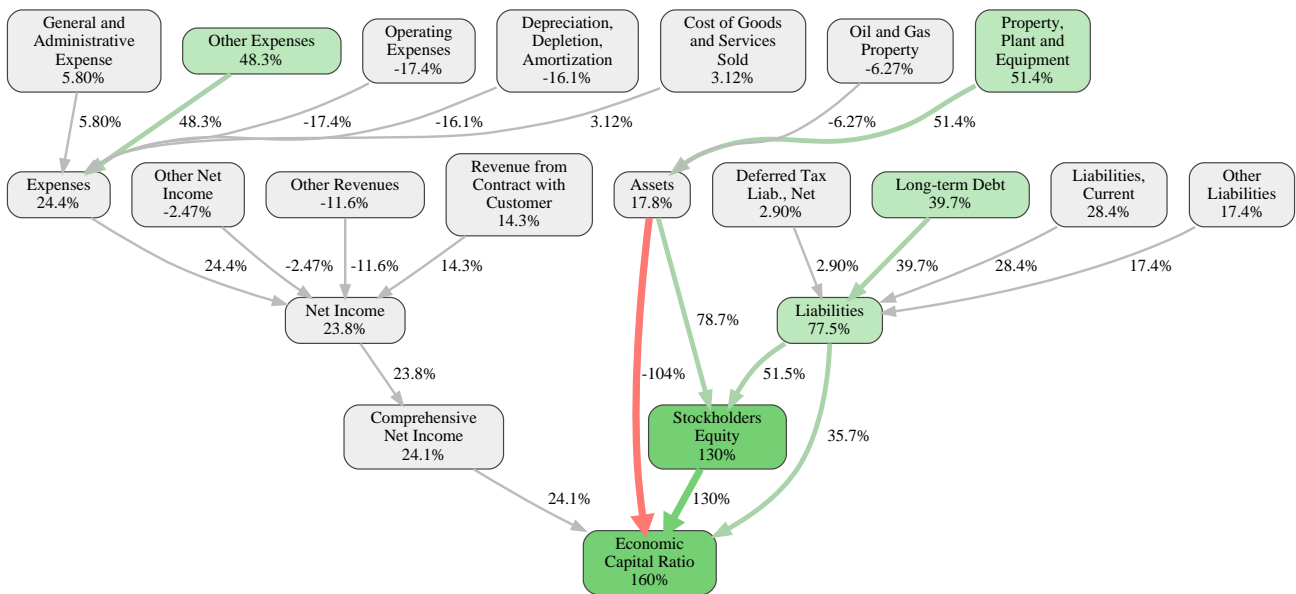 General and
Administrative
Expense
5.80%
Other Expenses
48.3%
Operating
Expenses
-17.4%
Depreciation,
Depletion,
Amortization
-16.1%
Cost of Goods
and Services
Sold
3.12%
Oil and Gas
Property
-6.27%
Property,
Plant and
Equipment
51.4%
5.80%
48.3%
-17.4%
-16.1%
3.12%
-6.27%
51.4%
Expenses
24.4%
Other Net
Income
-2.47%
Other Revenues
-11.6%
Revenue from
Contract with
Customer
14.3%
Assets
17.8%
Deferred Tax
Liab., Net
2.90%
Long-term Debt
39.7%
Liabilities,
Current
28.4%
Other
Liabilities
17.4%
24.4%
-2.47%
-11.6%
14.3%
2.90%
39.7%
28.4%
17.4%
Net Income
23.8%
Liabilities
77.5%
78.7%
23.8%
-104%
51.5%
35.7%
Comprehensive
Net Income
24.1%
Stockholders
Equity
130%
24.1%
130%
Economic
Capital Ratio
160%